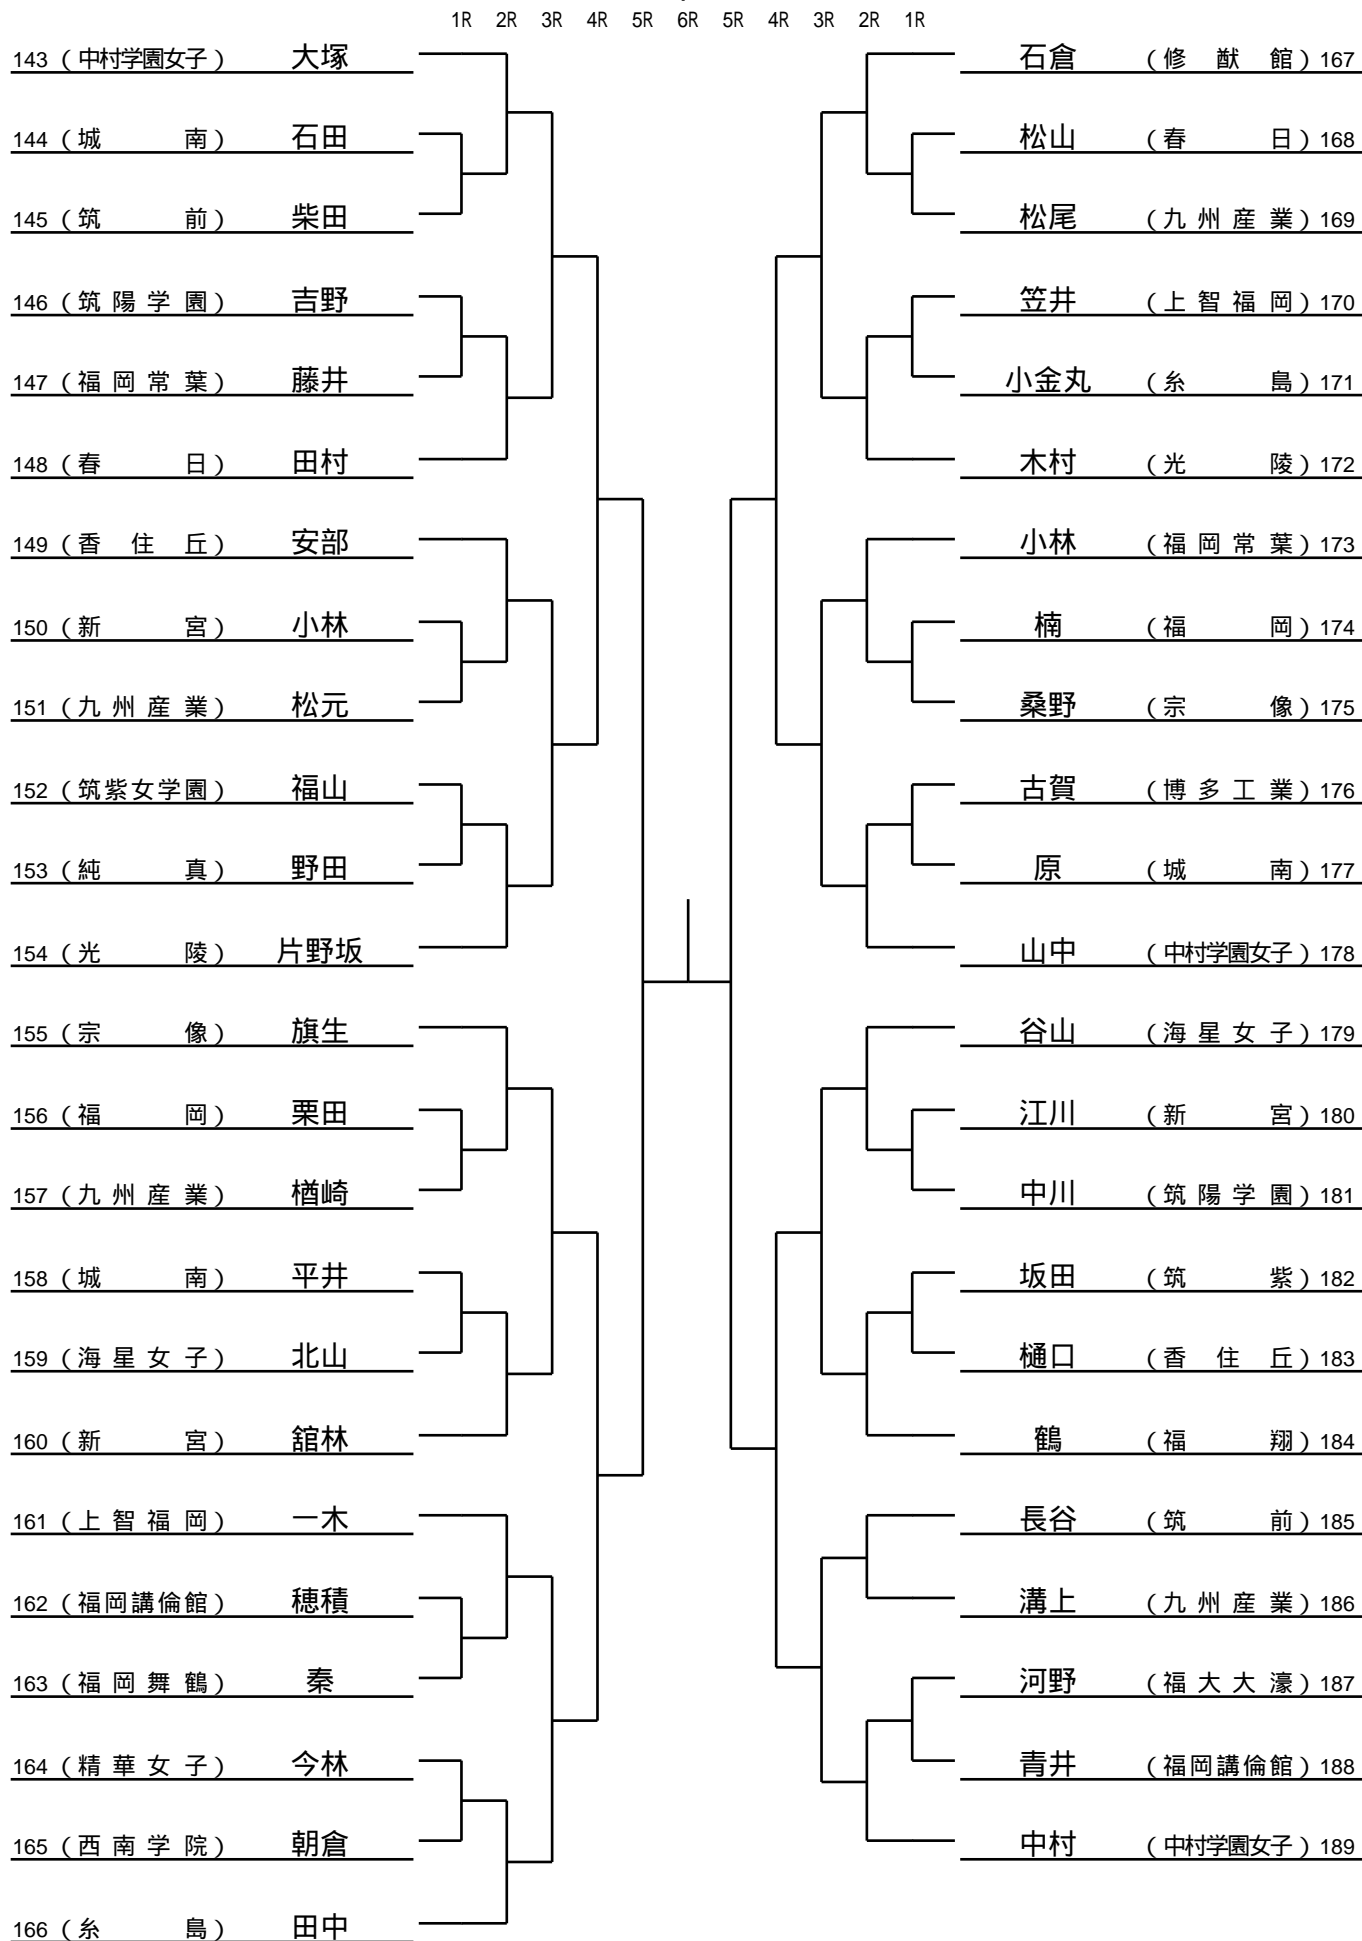 1R 2R 3R 4R 5R 6R 5R 4R 3R 2R 1R
143 (中村学園女子) 大塚
144 (城南) 石田
145 (筑前) 柴田
146 (筑陽学園) 吉野
147 (福岡常葉) 藤井
148 (春日) 田村
149 (香住丘) 安部
150 (新宮) 小林
151 (九州産業) 松元
152 (筑紫女学園) 福山
153 (純真) 野田
154 (光陵) 片野坂
155 (宗像) 旗生
156 (福岡) 栗田
157 (九州産業) 楢崎
158 (城南) 平井
159 (海星女子) 北山
160 (新宮) 舘林
161 (上智福岡) 一木
162 (福岡講倫館) 穂積
163 (福岡舞鶴) 秦
164 (精華女子) 今林
165 (西南学院) 朝倉
166 (糸島) 田中
石倉 (修猷館) 167
松山 (春日) 168
松尾 (九州産業) 169
笠井 (上智福岡) 170
小金丸 (糸島) 171
木村 (光陵) 172
小林 (福岡常葉) 173
楠 (福岡) 174
桑野 (宗像) 175
古賀 (博多工業) 176
原 (城南) 177
山中 (中村学園女子) 178
谷山 (海星女子) 179
江川 (新宮) 180
中川 (筑陽学園) 181
坂田 (筑紫) 182
樋口 (香住丘) 183
鶴 (福翔) 184
長谷 (筑前) 185
溝上 (九州産業) 186
河野 (福大大濠) 187
青井 (福岡講倫館) 188
中村 (中村学園女子) 189